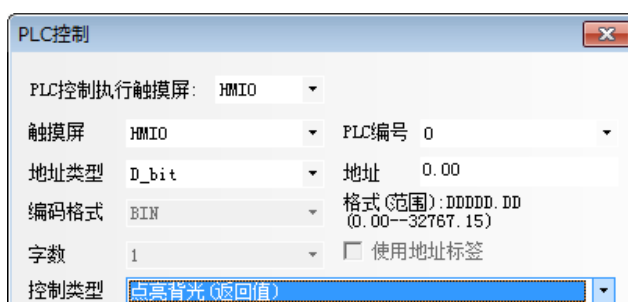 PLC控制
PLC控制执行触摸屏: HMI0
触摸屏 HMI0 PLC编号 0
地址类型 D_bit 地址 0.00
编码格式 BIN 格式(范围):DDDDD.DD
(0.00--32767.15)
字数 1 使用地址标签
控制类型 点亮背光(返回值)